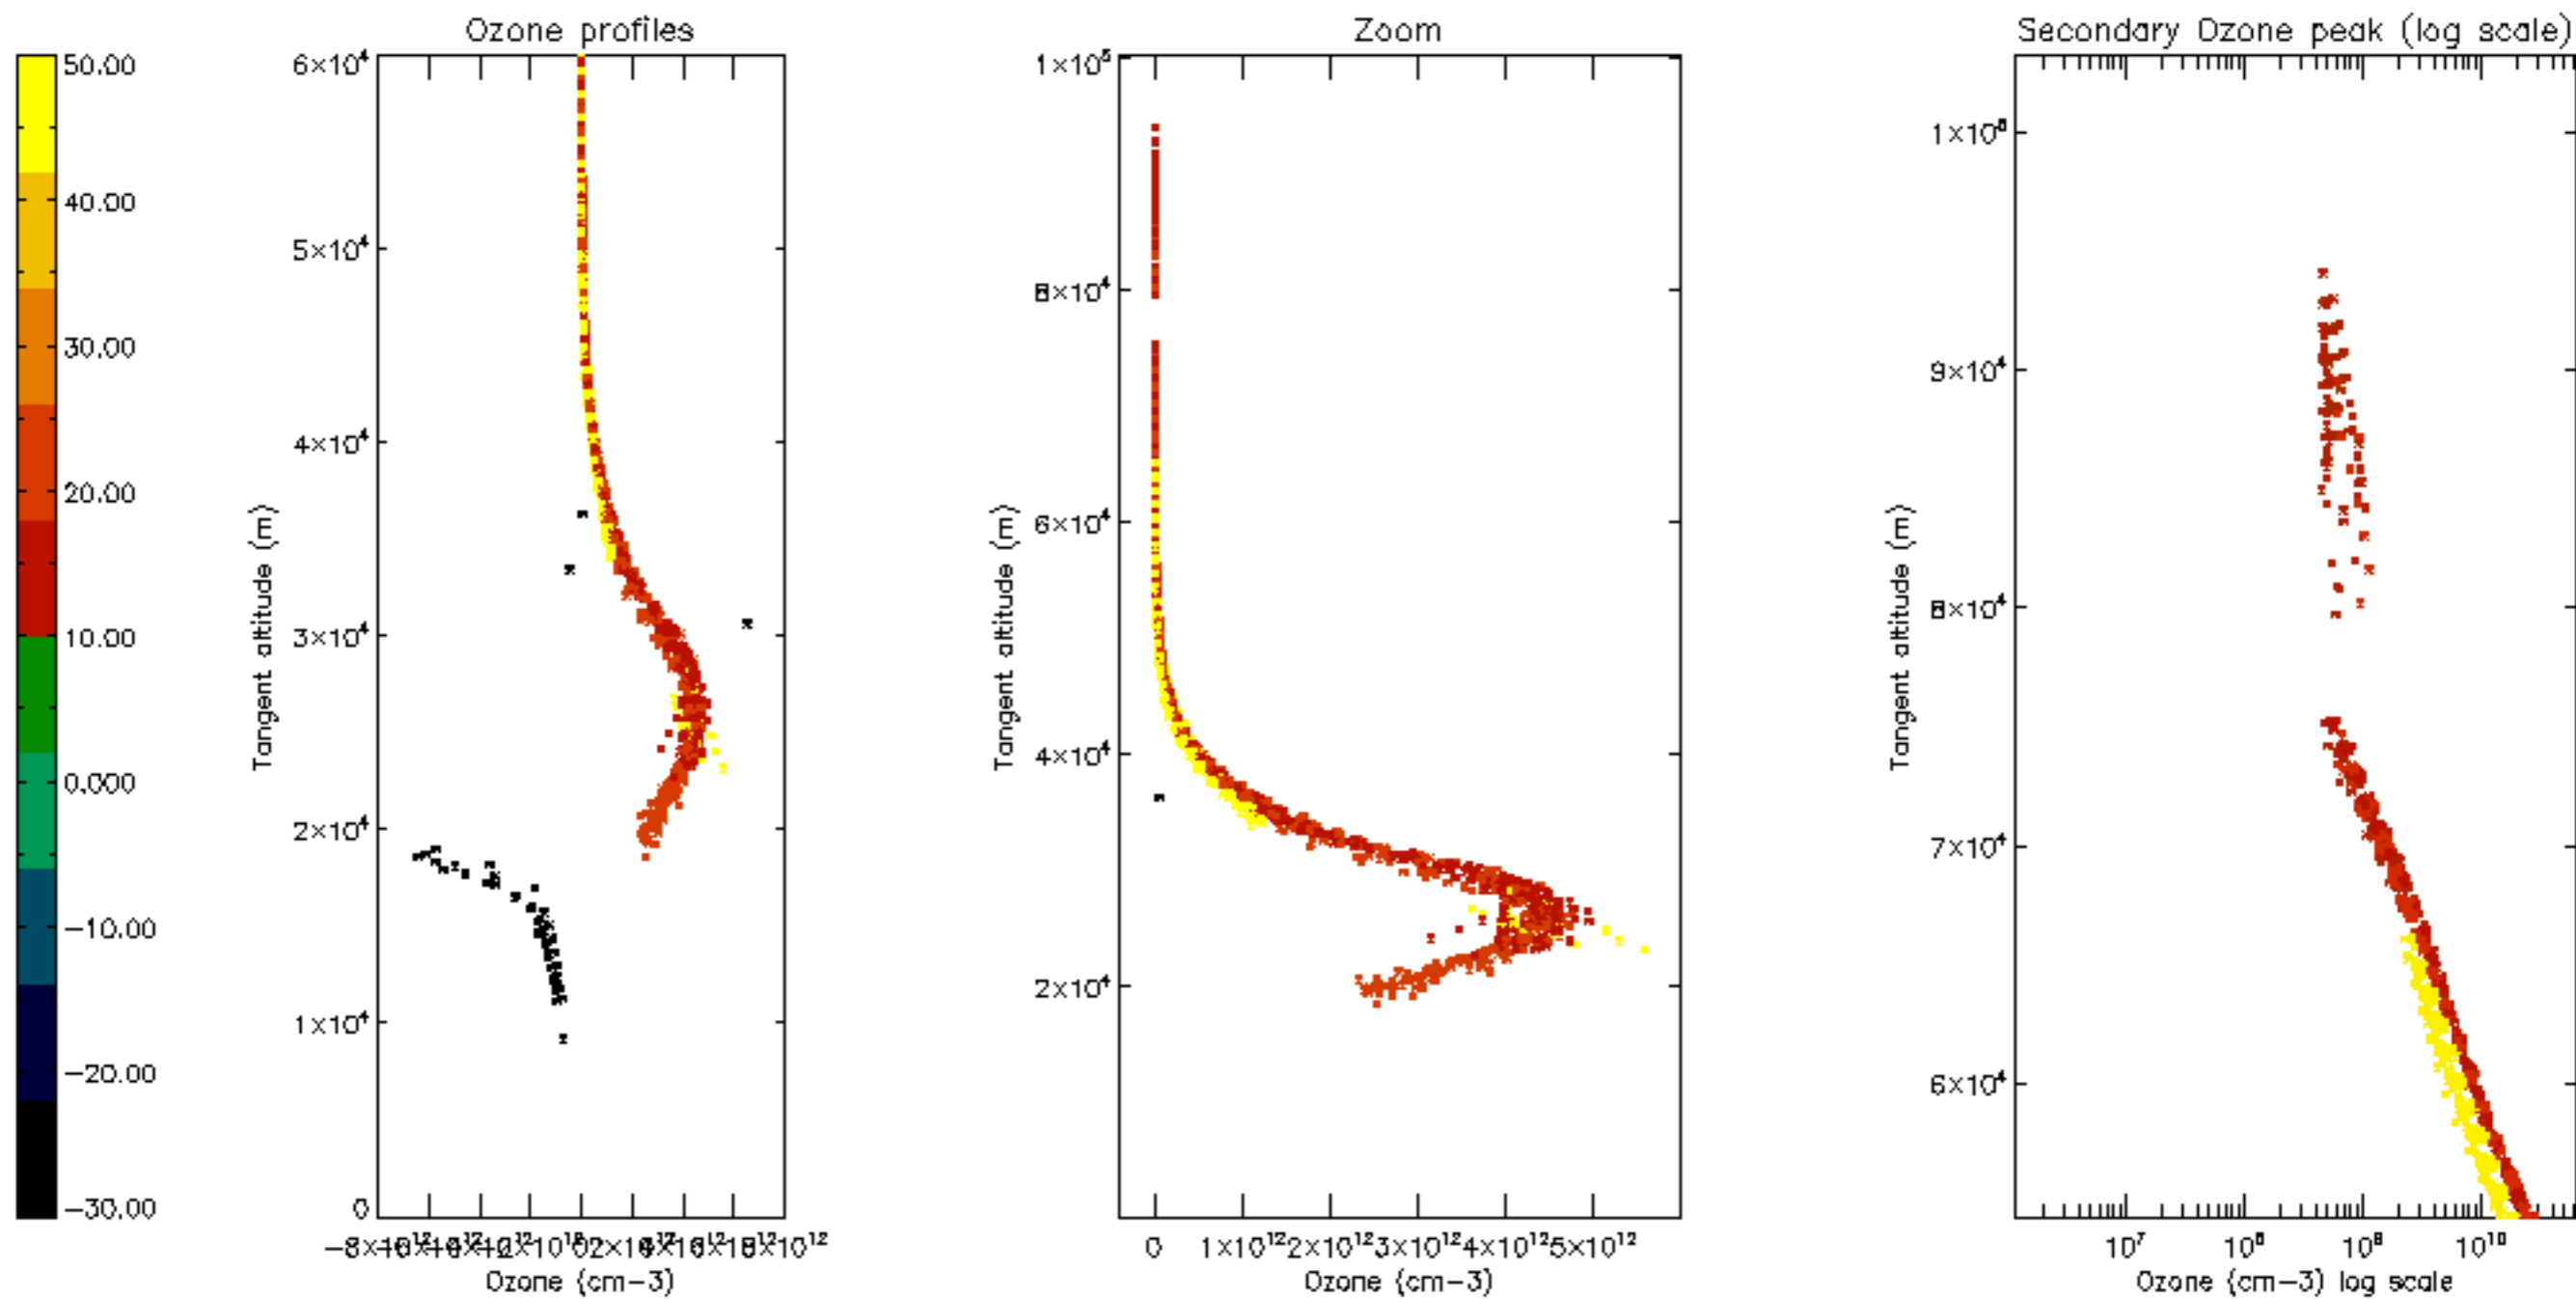 Ozone profiles
Zoom
Secondary Ozone peak (log scale)
50.00
40.00
30.00
20.00
10.00
0.000
-10.00
-20.00
-30.00
6×10⁴
5×10⁴
4×10⁴
3×10⁴
2×10⁴
1×10⁴
0
Tangent altitude (m)
Ozone (cm-3)
1×10⁵
8×10⁴
6×10⁴
4×10⁴
2×10⁴
Tangent altitude (m)
0 1×10¹² 2×10¹² 3×10¹² 4×10¹² 5×10¹²
Ozone (cm-3)
9×10⁴
8×10⁴
7×10⁴
6×10⁴
Tangent altitude (m)
10⁷ 10⁸ 10⁹ 10¹⁰
Ozone (cm-3) log scale